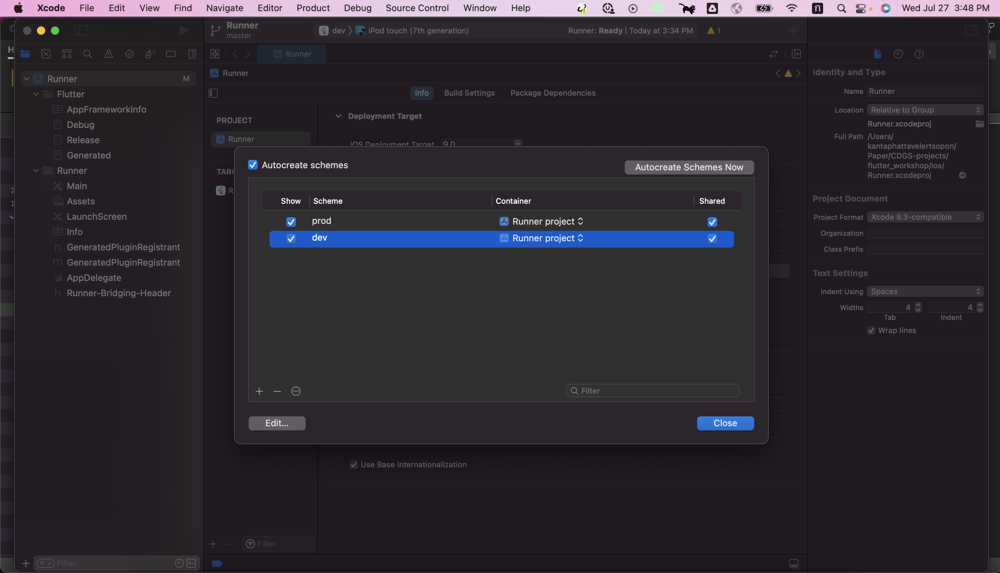 Xcode File Edit View Find Navigate Editor Product Debug Source Control Window Help ก Wed Jul 27 3:48 PM
Runner
master
dev 〉 iPod touch (7th generation)
Runner: Ready | Today at 3:34 PM
1
Runner
Runner M
Flutter
AppFrameworkInfo
Debug
Release
Generated
Runner
Main
Assets
LaunchScreen
Info
h GeneratedPluginRegistrant
m GeneratedPluginRegistrant
AppDelegate
h Runner-Bridging-Header
Filter
Runner
Info Build Settings Package Dependencies
PROJECT
Runner
Deployment Target
iOS Deployment Target 9.0
Autocreate schemes
Autocreate Schemes Now
Show Scheme Container Shared
prod Runner project
dev Runner project
Filter
Edit...
Close
Use Base Internationalization
Filter
Identity and Type
Name Runner
Location Relative to Group
Runner.xcodeproj
Full Path /Users/
kantaphattavelertsopon/
Paper/CDGS-projects/
flutter_workshop/ios/
Runner.xcodeproj
Project Document
Project Format Xcode 9.3-compatible
Organization
Class Prefix
Text Settings
Indent Using Spaces
Widths 4 4
Tab Indent
Wrap lines